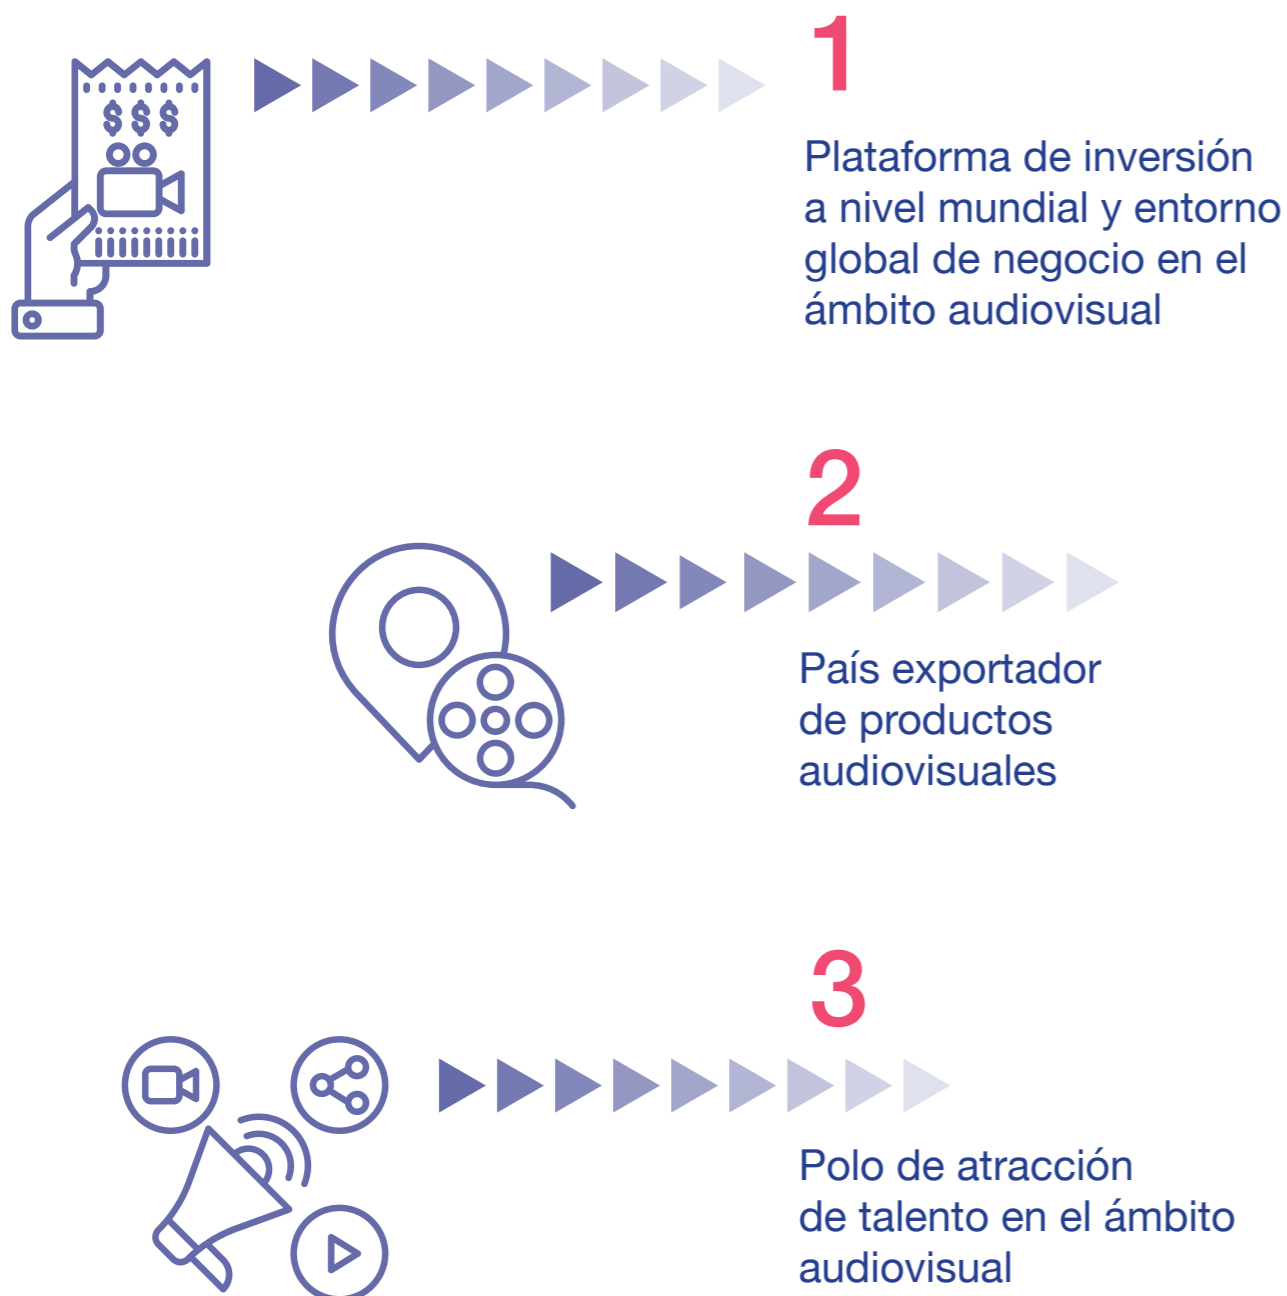 $ $ $
1
Plataforma de inversión
a nivel mundial y entorno
global de negocio en el
ámbito audiovisual
2
País exportador
de productos
audiovisuales
3
Polo de atracción
de talento en el ámbito
audiovisual